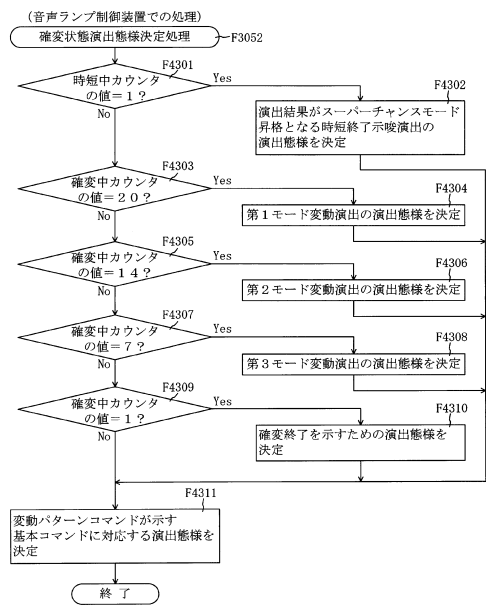 （音声ランプ制御装置での処理）
確変状態演出態様決定処理
F3052
F4301
時短中カウンタ
の値＝１？
Yes
No
F4302
演出結果がスーパーチャンスモード
昇格となる時短終了示唆演出の
演出態様を決定
F4303
確変中カウンタ
の値＝２０？
Yes
No
F4304
第１モード変動演出の演出態様を決定
F4305
確変中カウンタ
の値＝１４？
Yes
No
F4306
第２モード変動演出の演出態様を決定
F4307
確変中カウンタ
の値＝７？
Yes
No
F4308
第３モード変動演出の演出態様を決定
F4309
確変中カウンタ
の値＝１？
Yes
No
F4310
確変終了を示すための演出態様を
決定
F4311
変動パターンコマンドが示す
基本コマンドに対応する演出態様を
決定
終 了